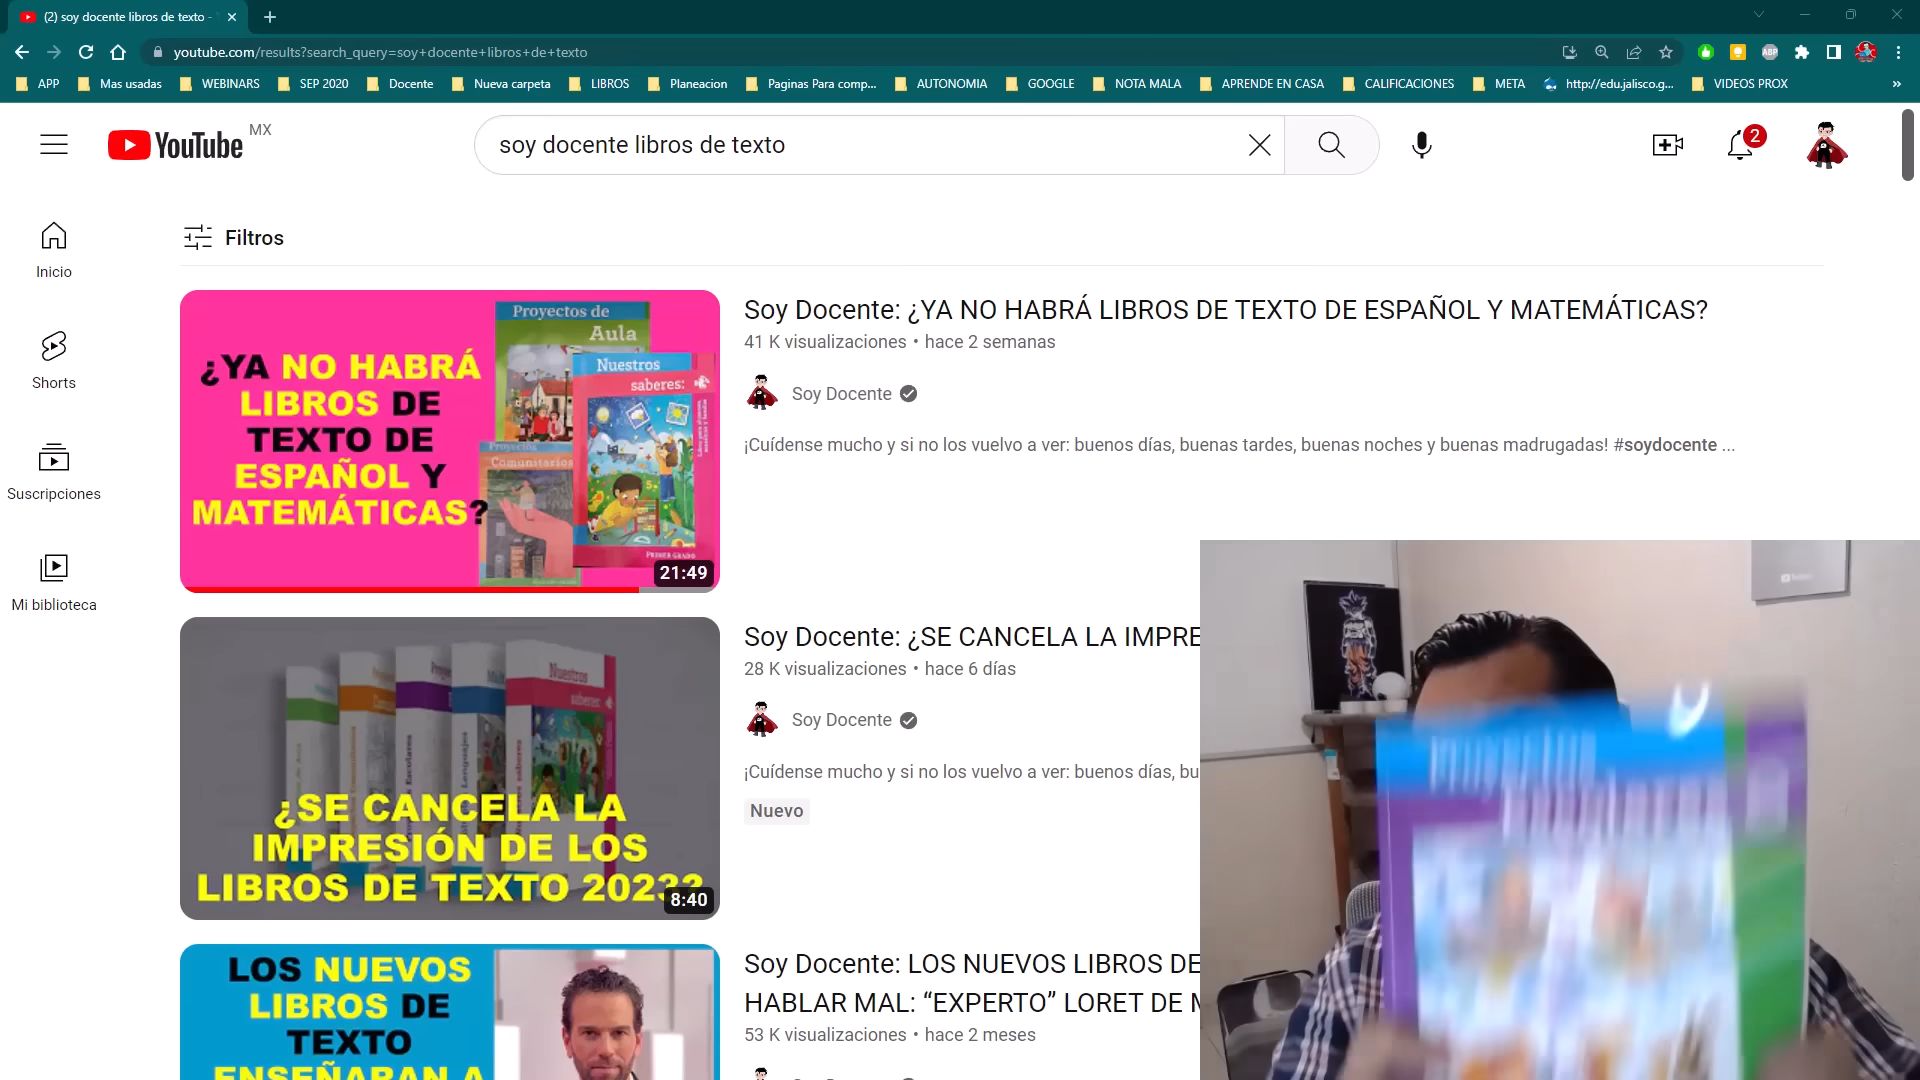 (2) soy docente libros de texto -
youtube.com/results?search_query=soy+docente+libros+de+texto
APP
Mas usadas
WEBINARS
SEP 2020
Docente
Nueva carpeta
LIBROS
Planeacion
Paginas Para comp...
AUTONOMIA
GOOGLE
NOTA MALA
APRENDE EN CASA
CALIFICACIONES
META
http://edu.jalisco.g...
VIDEOS PROX
»
YouTube MX
soy docente libros de texto
2
Inicio
Shorts
Suscripciones
Mi biblioteca
Filtros
¿YA NO HABRÁ
LIBROS DE
TEXTO DE
ESPAÑOL Y
MATEMÁTICAS?
Proyectos de
Aula
Nuestros
saberes:
Proyectos
Comunitarios
PRIMER GRADO
21:49
Soy Docente: ¿YA NO HABRÁ LIBROS DE TEXTO DE ESPAÑOL Y MATEMÁTICAS?
41 K visualizaciones • hace 2 semanas
Soy Docente
¡Cuídense mucho y si no los vuelvo a ver: buenos días, buenas tardes, buenas noches y buenas madrugadas! #soydocente ...
Nuestros
saberes:
¿SE CANCELA LA
IMPRESIÓN DE LOS
LIBROS DE TEXTO 2023?
8:40
Soy Docente: ¿SE CANCELA LA IMPRE
28 K visualizaciones • hace 6 días
Soy Docente
¡Cuídense mucho y si no los vuelvo a ver: buenos días, bu
Nuevo
LOS NUEVOS
LIBROS DE
TEXTO
ENSEÑARAN A
Soy Docente: LOS NUEVOS LIBROS DE
HABLAR MAL: “EXPERTO” LORET DE M
53 K visualizaciones • hace 2 meses